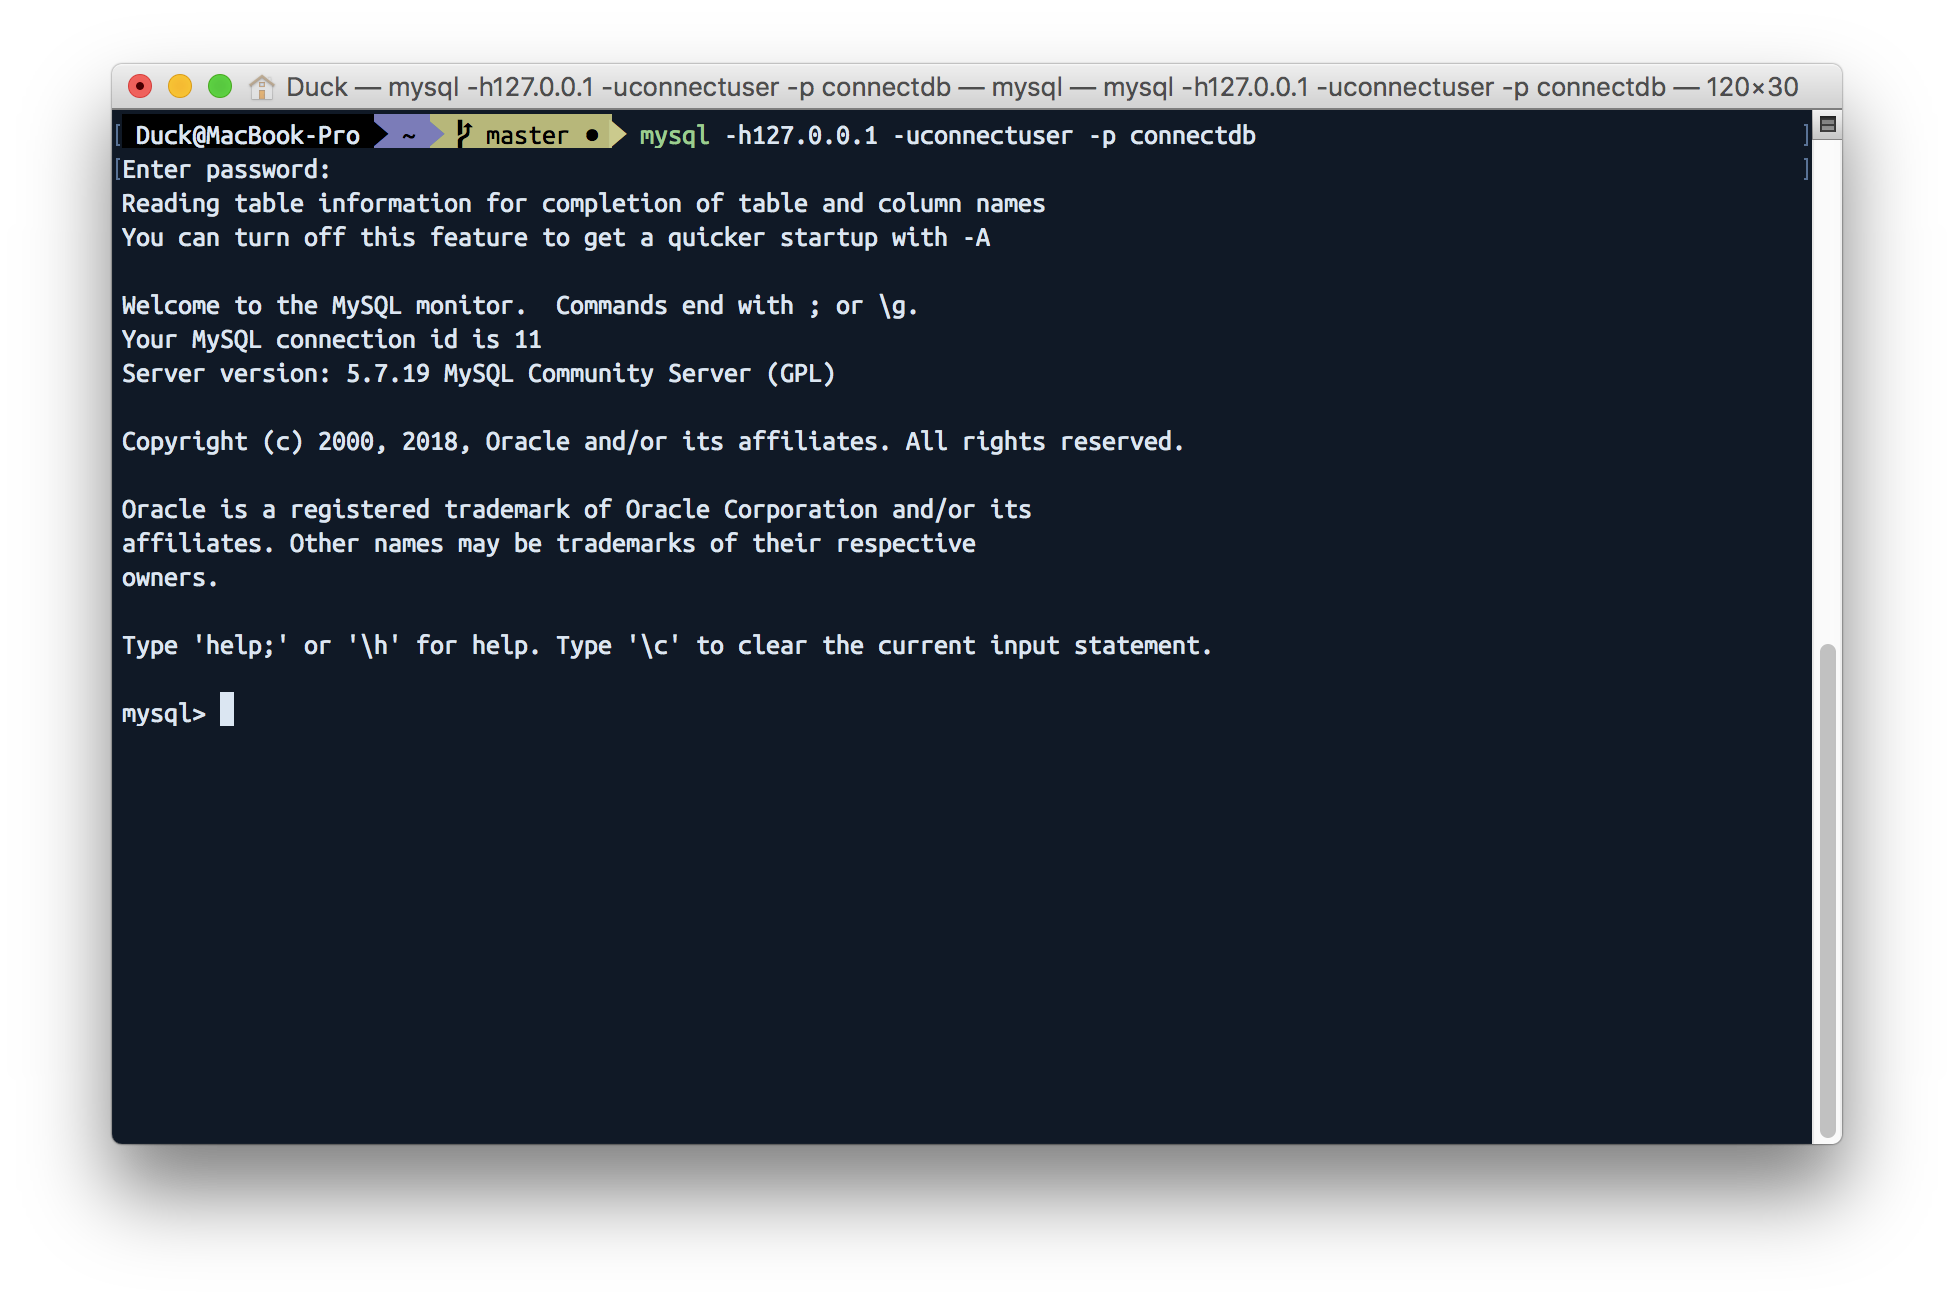 Duck — mysql -h127.0.0.1 -uconnectuser -p connectdb — mysql — mysql -h127.0.0.1 -uconnectuser -p connectdb — 120×30
Duck@MacBook-Pro ~ master ● mysql -h127.0.0.1 -uconnectuser -p connectdb
Enter password:
Reading table information for completion of table and column names
You can turn off this feature to get a quicker startup with -A
Welcome to the MySQL monitor.  Commands end with ; or \g.
Your MySQL connection id is 11
Server version: 5.7.19 MySQL Community Server (GPL)
Copyright (c) 2000, 2018, Oracle and/or its affiliates. All rights reserved.
Oracle is a registered trademark of Oracle Corporation and/or its
affiliates. Other names may be trademarks of their respective
owners.
Type 'help;' or '\h' for help. Type '\c' to clear the current input statement.
mysql>